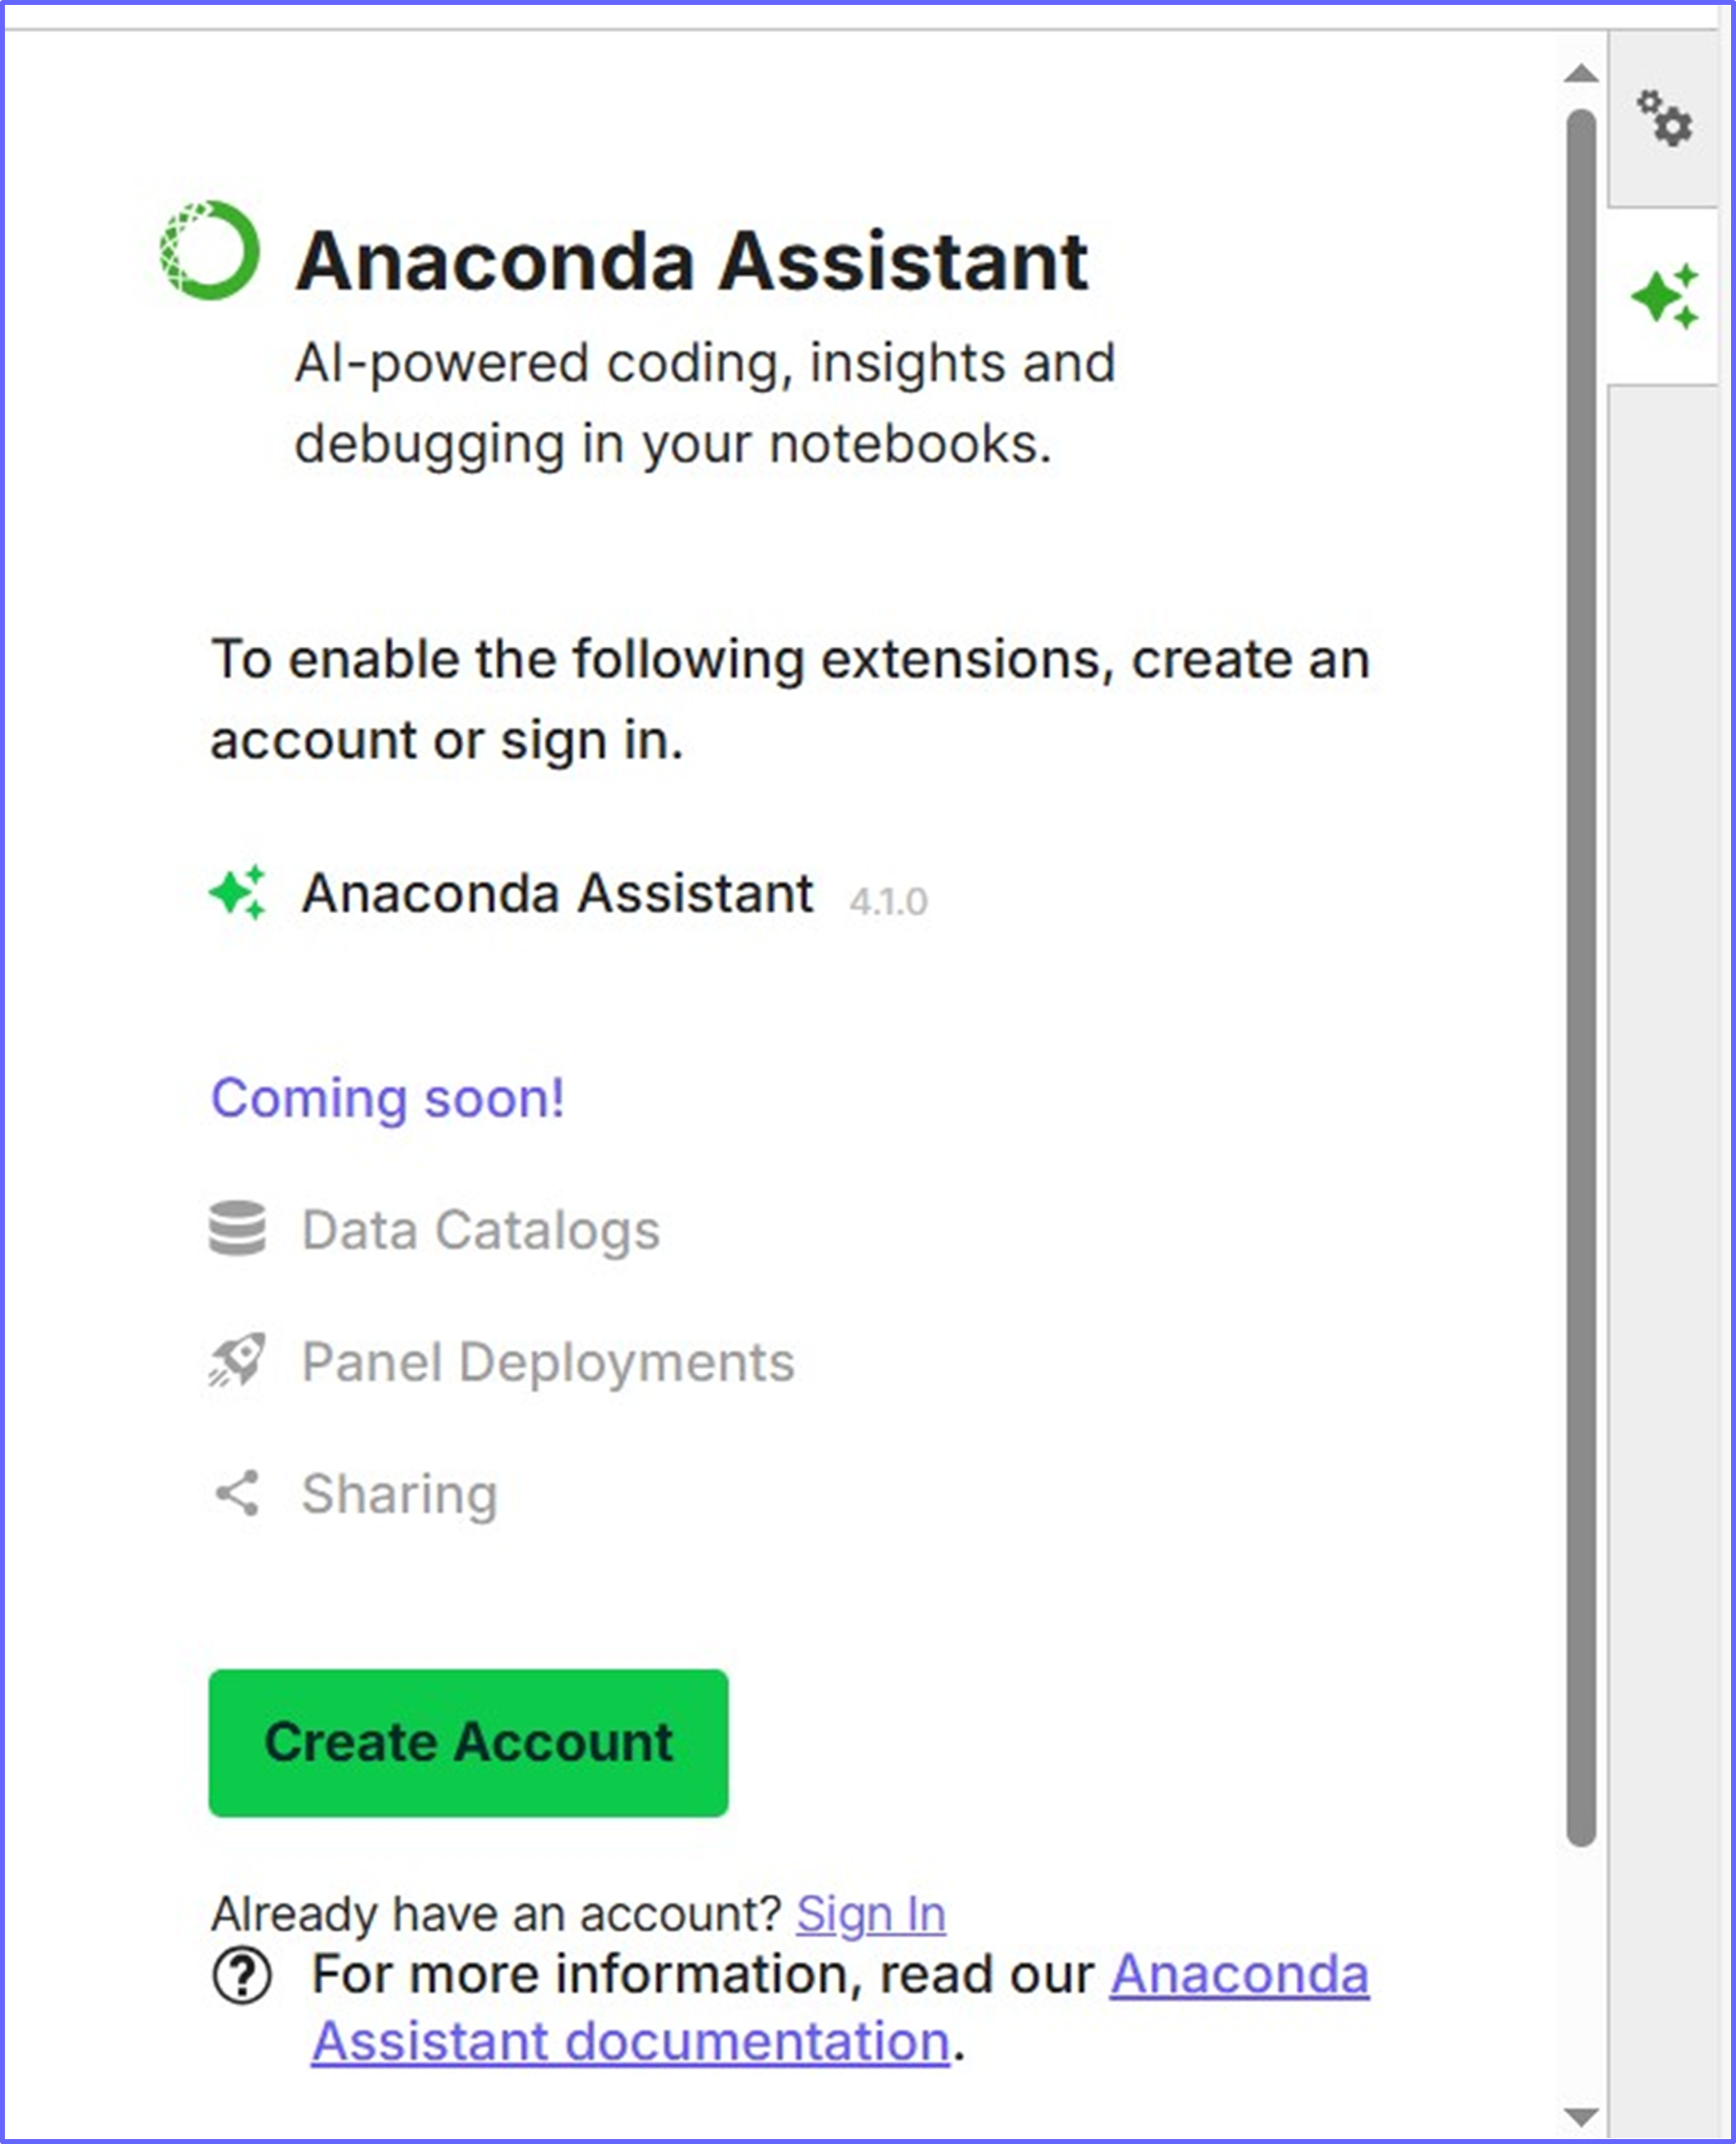 Anaconda Assistant
AI-powered coding, insights and
debugging in your notebooks.
To enable the following extensions, create an
account or sign in.
Anaconda Assistant 4.1.0
Coming soon!
Data Catalogs
Panel Deployments
Sharing
Create Account
Already have an account? Sign In
For more information, read our Anaconda
Assistant documentation.